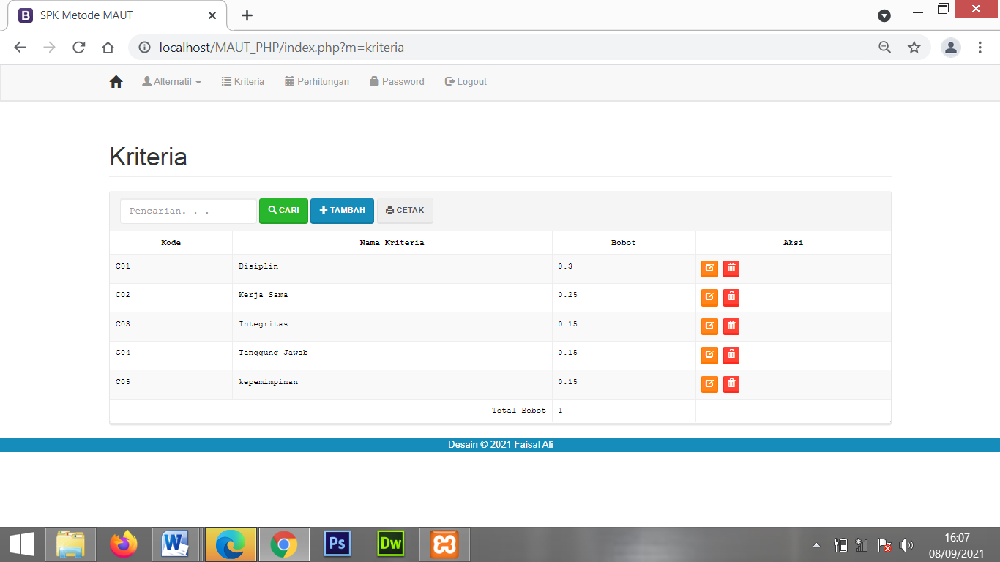 SPK Metode MAUT
localhost/MAUT_PHP/index.php?m=kriteria
Alternatif Kriteria Perhitungan Password Logout
Kriteria
Pencarian. . . CARI TAMBAH CETAK
Kode Nama Kriteria Bobot Aksi
C01 Disiplin 0.3
C02 Kerja Sama 0.25
C03 Integritas 0.15
C04 Tanggung Jawab 0.15
C05 kepemimpinan 0.15
Total Bobot 1
Desain © 2021 Faisal Ali
Ps Dw
16:07
08/09/2021